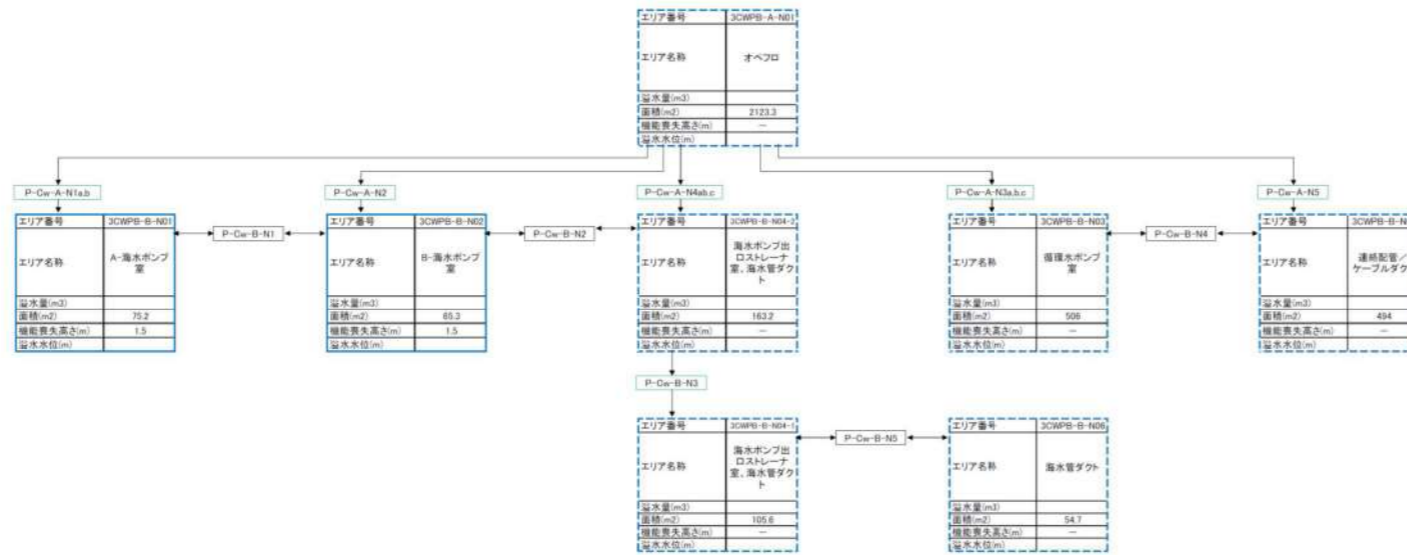 エリア番号 3CWPB-A-N01
エリア名称 オペフロ
溢水量(m3)
面積(m2) 2123.3
機能喪失高さ(m) －
溢水水位(m)
P-Cw-A-N1a,b
P-Cw-A-N2
P-Cw-A-N4ab,c
P-Cw-A-N3a,b,c
P-Cw-A-N5
エリア番号 3CWPB-B-N01
エリア名称 A-海水ポンプ
室
溢水量(m3)
面積(m2) 75.2
機能喪失高さ(m) 1.5
溢水水位(m)
P-Cw-B-N1
エリア番号 3CWPB-B-N02
エリア名称 B-海水ポンプ
室
溢水量(m3)
面積(m2) 65.3
機能喪失高さ(m) 1.5
溢水水位(m)
P-Cw-B-N2
エリア番号 3CWPB-B-N04-2
エリア名称 海水ポンプ出
ロストレーナ
室、海水管ダク
ト
溢水量(m3)
面積(m2) 163.2
機能喪失高さ(m) －
溢水水位(m)
エリア番号 3CWPB-B-N03
エリア名称 循環水ポンプ
室
溢水量(m3)
面積(m2) 506
機能喪失高さ(m) －
溢水水位(m)
P-Cw-B-N4
エリア番号 3CWPB-B-N
エリア名称 連絡配管／
ケーブルダク
溢水量(m3)
面積(m2) 494
機能喪失高さ(m) －
溢水水位(m)
P-Cw-B-N3
エリア番号 3CWPB-B-N04-1
エリア名称 海水ポンプ出
ロストレーナ
室、海水管ダク
ト
溢水量(m3)
面積(m2) 105.6
機能喪失高さ(m) －
溢水水位(m)
P-Cw-B-N5
エリア番号 3CWPB-B-N06
エリア名称 海水管ダクト
溢水量(m3)
面積(m2) 54.7
機能喪失高さ(m) －
溢水水位(m)